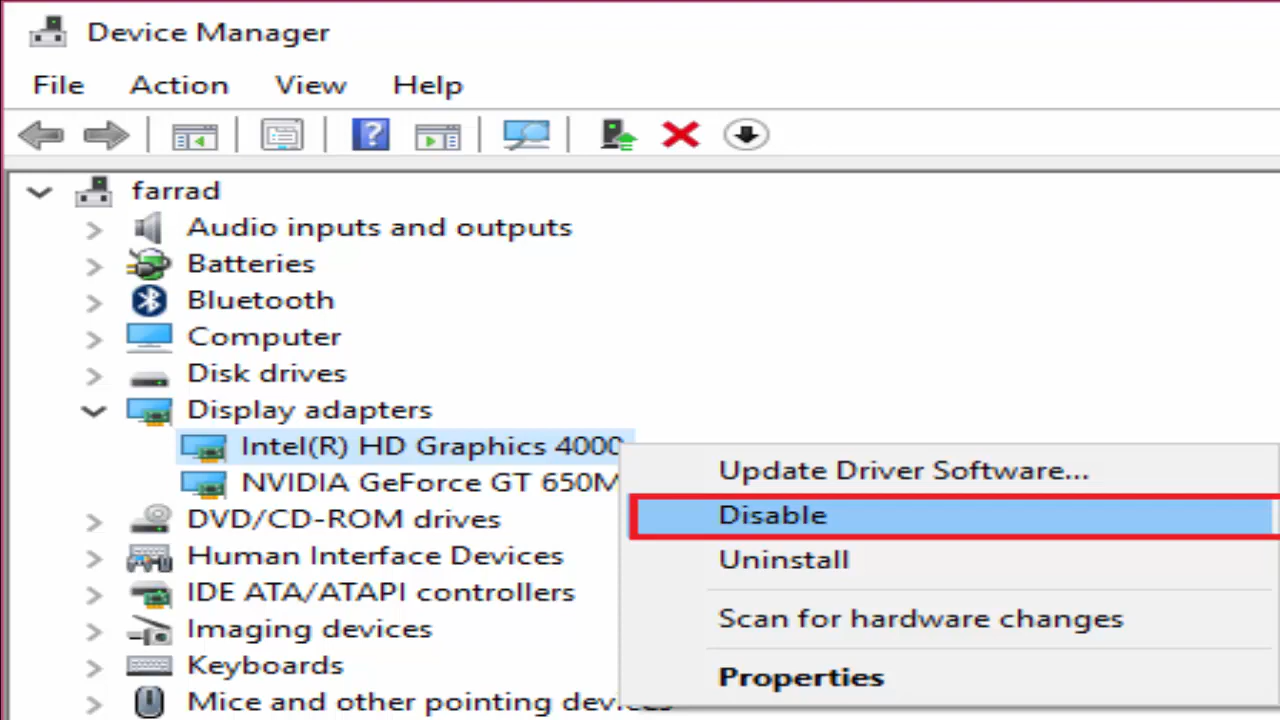 Device Manager
File Action View Help
farrad
Audio inputs and outputs
Batteries
Bluetooth
Computer
Disk drives
Display adapters
Intel(R) HD Graphics 4000
NVIDIA GeForce GT 650M
DVD/CD-ROM drives
Human Interface Devices
IDE ATA/ATAPI controllers
Imaging devices
Keyboards
Mice and other pointing devices
Update Driver Software...
Disable
Uninstall
Scan for hardware changes
Properties